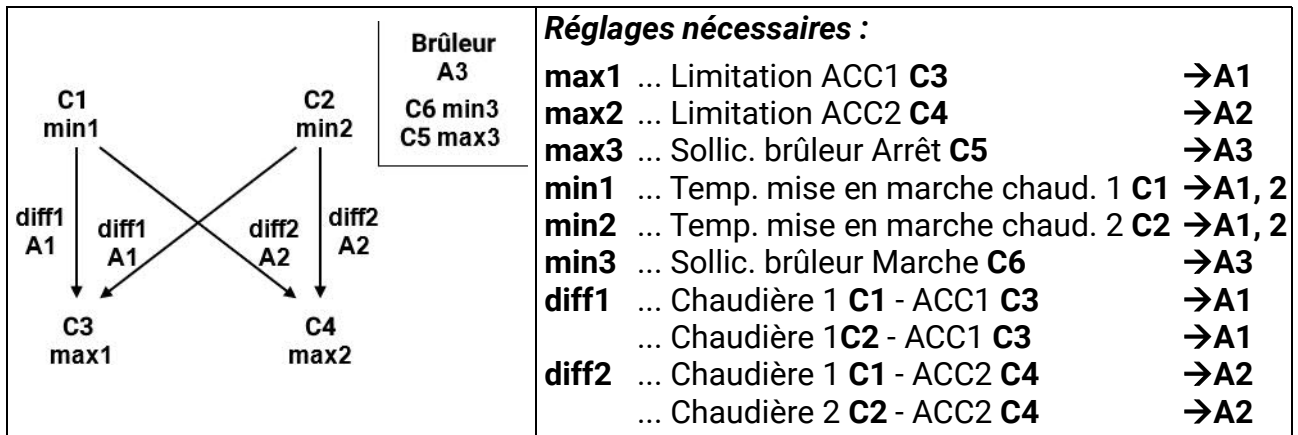 Brûleur
A3
C6 min3
C5 max3
C1
min1
C2
min2
diff1
A1
diff1
A1
diff2
A2
diff2
A2
C3
max1
C4
max2
Réglages nécessaires :
max1 ... Limitation ACC1 C3 →A1
max2 ... Limitation ACC2 C4 →A2
max3 ... Sollic. brûleur Arrêt C5 →A3
min1 ... Temp. mise en marche chaud. 1 C1 →A1, 2
min2 ... Temp. mise en marche chaud. 2 C2 →A1, 2
min3 ... Sollic. brûleur Marche C6 →A3
diff1 ... Chaudière 1 C1 - ACC1 C3 →A1
... Chaudière 1C2 - ACC1 C3 →A1
diff2 ... Chaudière 1 C1 - ACC2 C4 →A2
... Chaudière 2 C2 - ACC2 C4 →A2